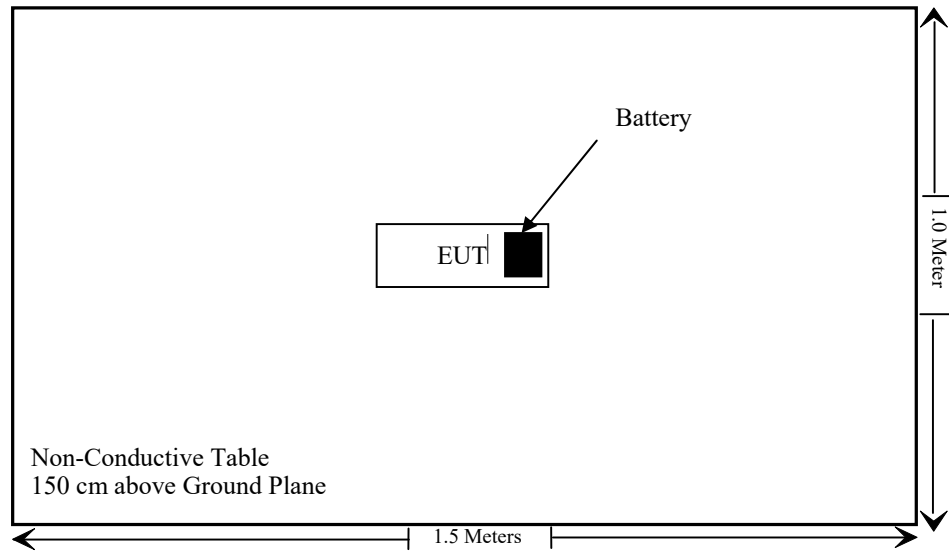 Battery
EUT
1.0 Meter
Non-Conductive Table
150 cm above Ground Plane
1.5 Meters